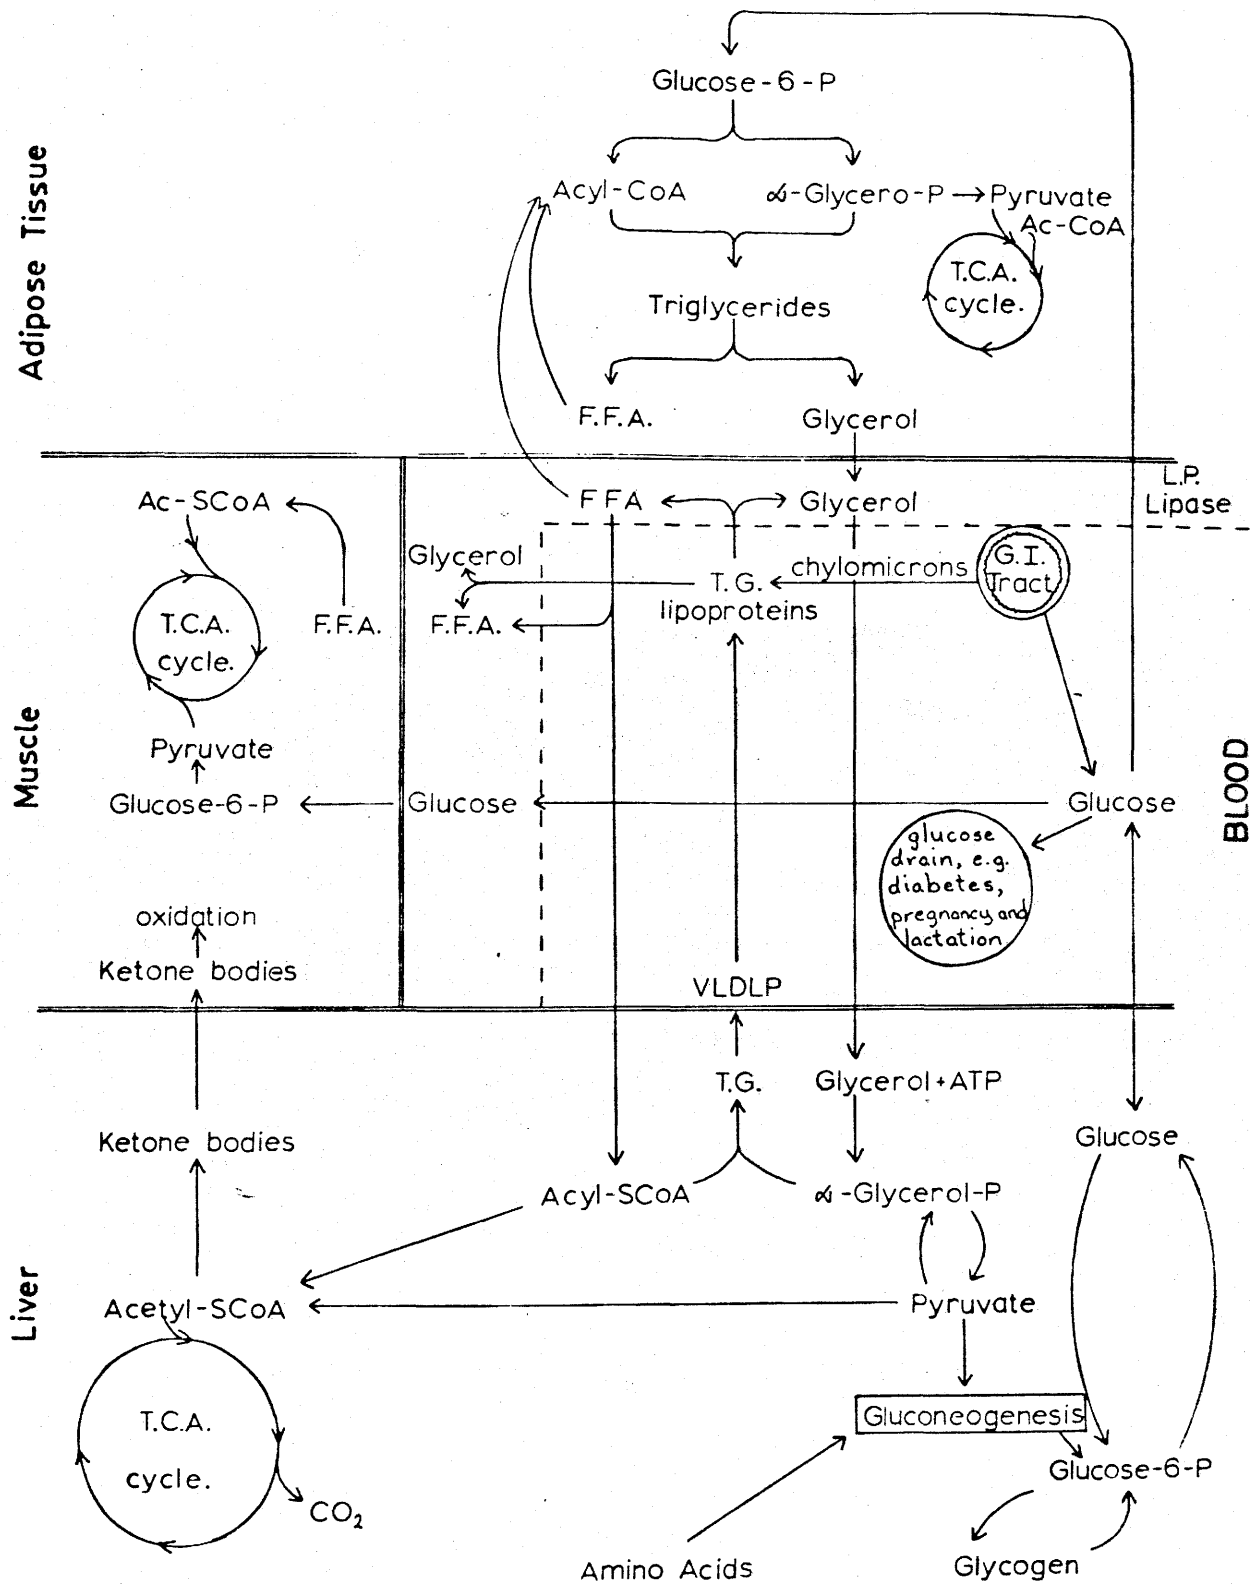 Glucose-6-P
Acyl-CoA
α-Glycero-P → Pyruvate
Ac-CoA
T.C.A.
cycle.
Triglycerides
F.F.A.
Glycerol
Adipose Tissue
L.P.
Lipase
Ac-SCoA
F F A
Glycerol
Glycerol
chylomicrons
G.I.
Tract
T.G.
lipoproteins
T.C.A.
cycle.
F.F.A.
F.F.A.
Pyruvate
Glucose-6-P
Glucose
Glucose
Muscle
BLOOD
glucose
drain, e.g.
diabetes,
pregnancy and
lactation
oxidation
Ketone bodies
VLDLP
T.G.
Glycerol+ATP
Ketone bodies
Glucose
Acyl-SCoA
α-Glycerol-P
Liver
Acetyl-SCoA
Pyruvate
T.C.A.
cycle.
Gluconeogenesis
Glucose-6-P
CO₂
Amino Acids
Glycogen